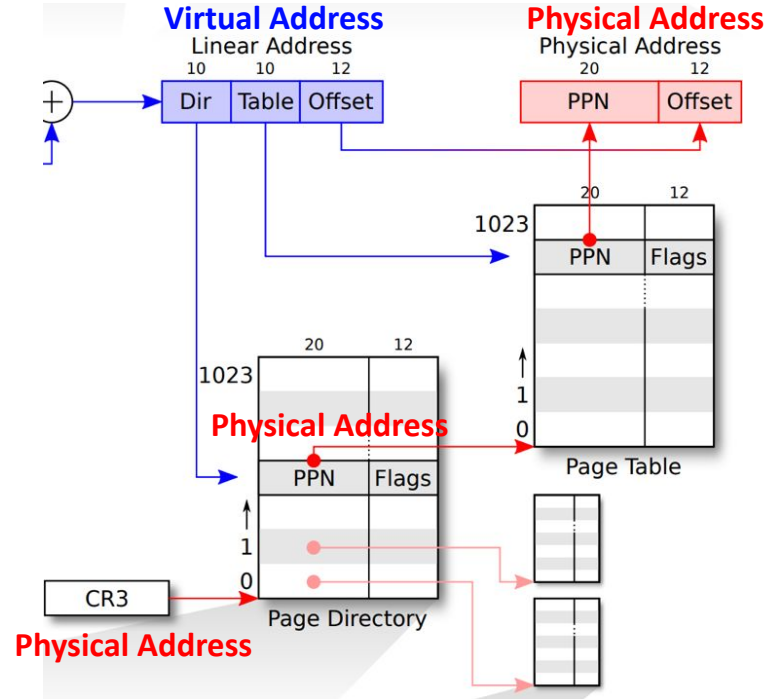 Virtual Address
Physical Address
Linear Address
Physical Address
10 10 12
20 12
+
Dir Table Offset
PPN Offset
20 12
1023
PPN Flags
20 12
1023
1
0
Physical Address
Page Table
PPN Flags
1
0
CR3
Page Directory
Physical Address